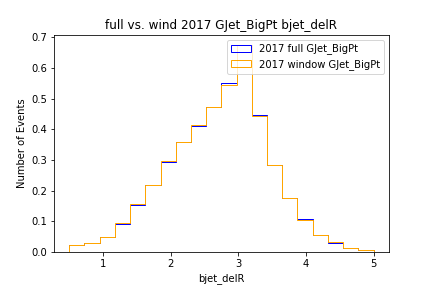 full vs. wind 2017 GJet_BigPt bjet_delR
0.7
0.6
0.5
0.4
0.3
0.2
0.1
0.0
Number of Events
2017 full GJet_BigPt
2017 window GJet_BigPt
1 2 3 4 5
bjet_delR